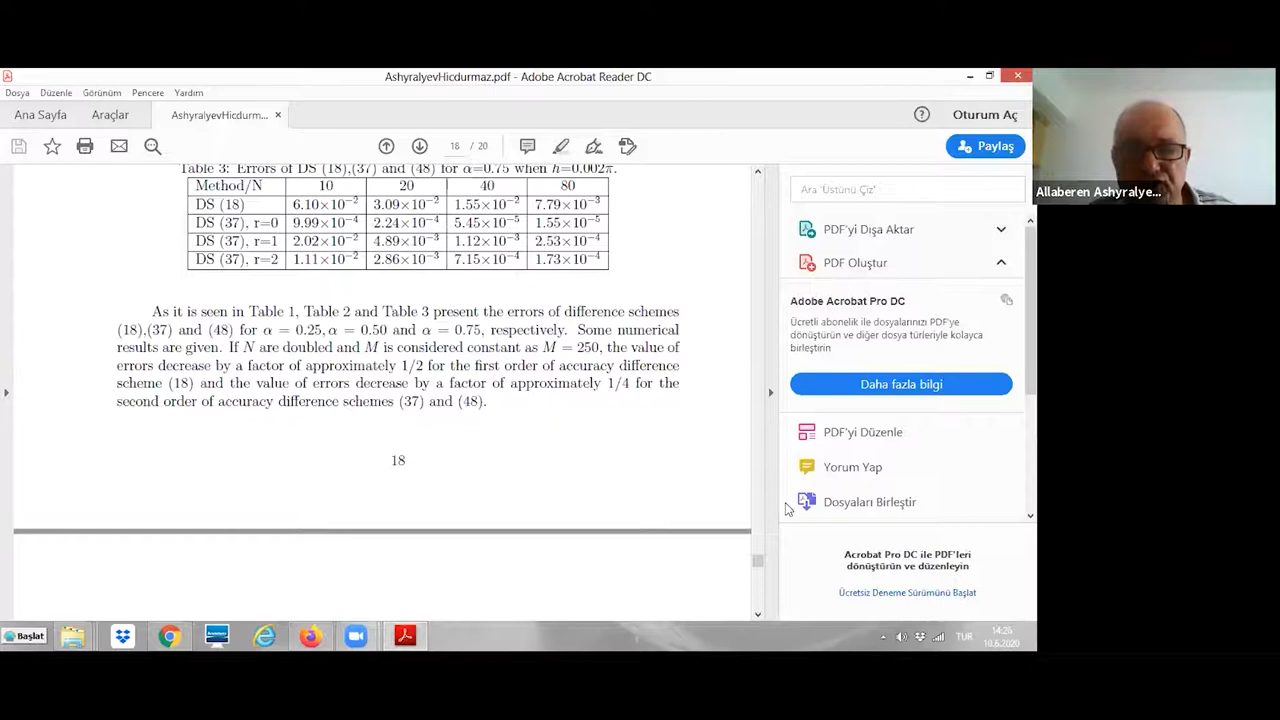 AshyralyevHicdurmaz.pdf - Adobe Acrobat Reader DC
Dosya Düzenle Görünüm Pencere Yardım
Ana Sayfa Araçlar AshyralyevHicdurm... × Oturum Aç
18 / 20 Paylaş
Table 3: Errors of DS (18),(37) and (48) for α=0.75 when h=0.002π.
Method/N 10 20 40 80
DS (18) 6.10×10⁻² 3.09×10⁻² 1.55×10⁻² 7.79×10⁻³
DS (37), r=0 9.99×10⁻⁴ 2.24×10⁻⁴ 5.45×10⁻⁵ 1.55×10⁻⁵
DS (37), r=1 2.02×10⁻² 4.89×10⁻³ 1.12×10⁻³ 2.53×10⁻⁴
DS (37), r=2 1.11×10⁻² 2.86×10⁻³ 7.15×10⁻⁴ 1.73×10⁻⁴
As it is seen in Table 1, Table 2 and Table 3 present the errors of difference schemes
(18),(37) and (48) for α = 0.25, α = 0.50 and α = 0.75, respectively. Some numerical
results are given. If N are doubled and M is considered constant as M = 250, the value of
errors decrease by a factor of approximately 1/2 for the first order of accuracy difference
scheme (18) and the value of errors decrease by a factor of approximately 1/4 for the
second order of accuracy difference schemes (37) and (48).
18
Ara 'Üstünü Çiz'
PDF'yi Dışa Aktar
PDF Oluştur
Adobe Acrobat Pro DC
Ücretli abonelik ile dosyalarınızı PDF'ye
dönüştürün ve diğer dosya türleriyle kolayca
birleştirin
Daha fazla bilgi
PDF'yi Düzenle
Yorum Yap
Dosyaları Birleştir
Acrobat Pro DC ile PDF'leri
dönüştürün ve düzenleyin
Ücretsiz Deneme Sürümünü Başlat
Allaberen Ashyralye...
Başlat
TUR
14:26
10.5.2020